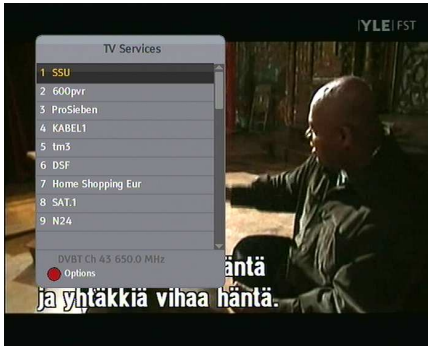 YLE FST
TV Services
1 SSU
2 600pvr
3 ProSieben
4 KABEL1
5 tm3
6 DSF
7 Home Shopping Eur
8 SAT.1
9 N24
DVBT Ch 43 650.0 MHz
Options
äntä
ja yhtäkkiä vihaa häntä.